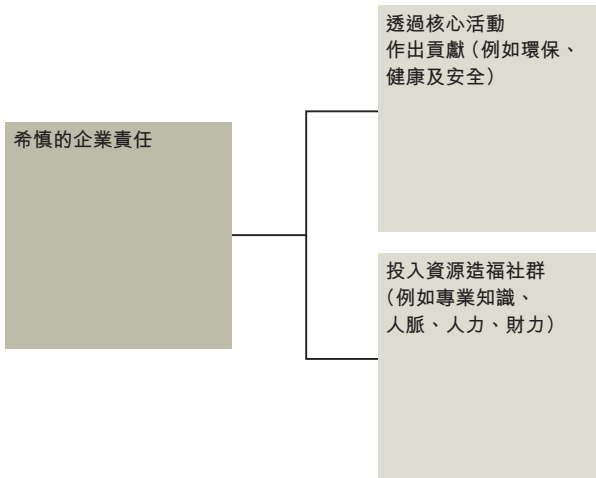 希慎的企業責任
透過核心活動
作出貢獻（例如環保、
健康及安全）
投入資源造福社群
（例如專業知識、
人脈、人力、財力）